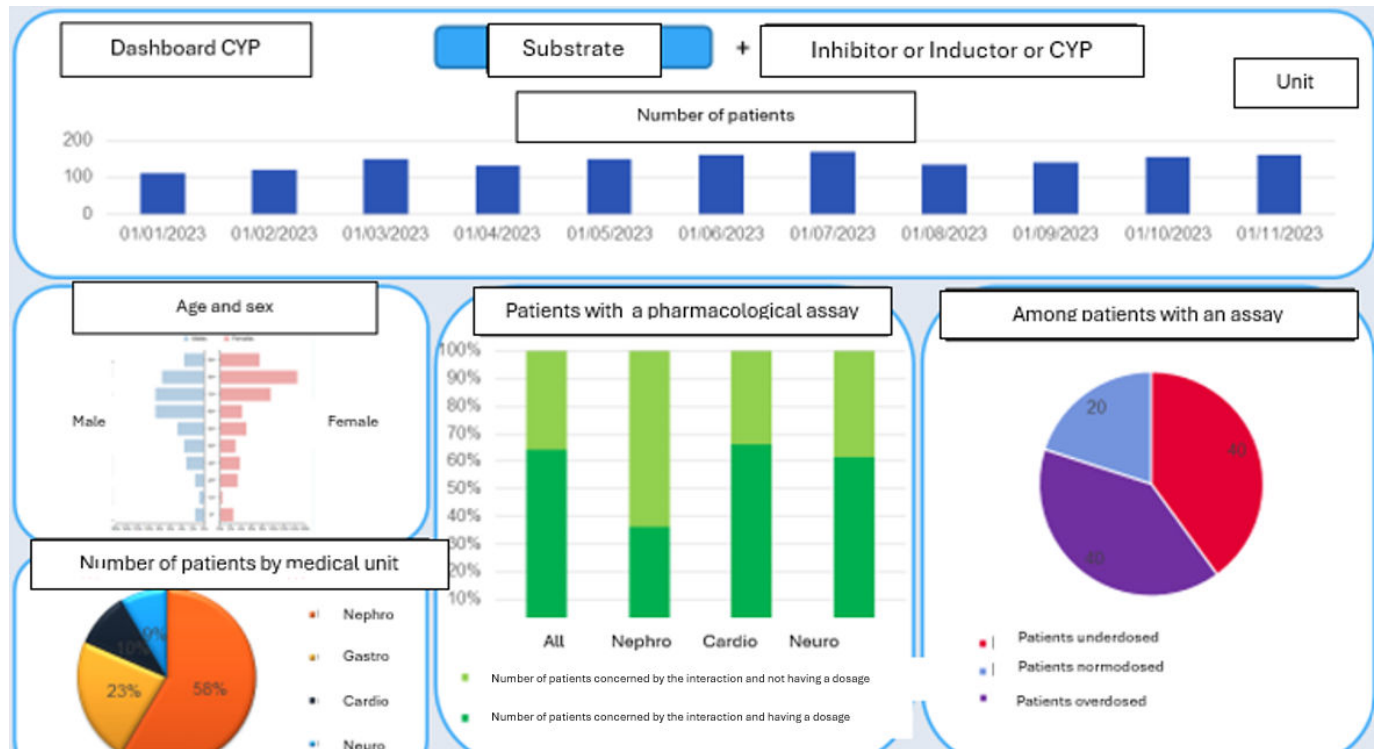 Dashboard CYP
Substrate
+
Inhibitor or Inductor or CYP
Unit
Number of patients
200
100
0
01/01/2023 01/02/2023 01/03/2023 01/04/2023 01/05/2023 01/06/2023 01/07/2023 01/08/2023 01/09/2023 01/10/2023 01/11/2023
Age and sex
Male
Female
Number of patients by medical unit
9%
10%
23%
58%
Nephro
Gastro
Cardio
Neuro
Patients with a pharmacological assay
100%
90%
80%
70%
60%
50%
40%
30%
20%
10%
All Nephro Cardio Neuro
Number of patients concerned by the interaction and not having a dosage
Number of patients concerned by the interaction and having a dosage
Among patients with an assay
20
40
40
Patients underdosed
Patients normodosed
Patients overdosed